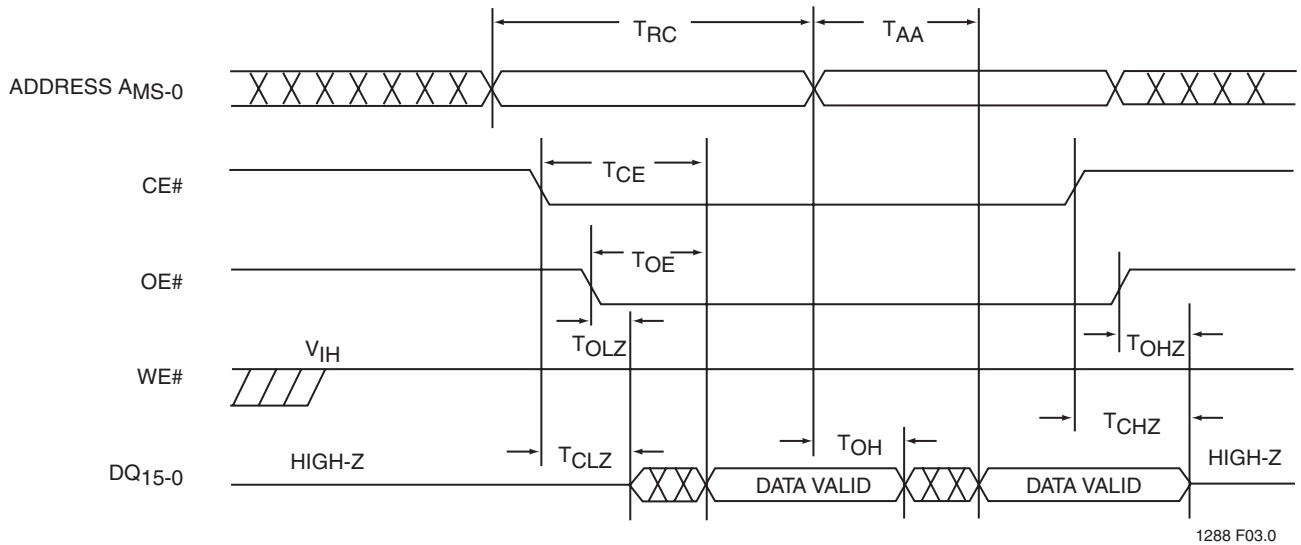 TRC TAA
ADDRESS AMS-0
TCE
CE#
TOE
OE#
TOLZ TOHZ
VIH
WE#
TCHZ
TCLZ TOH
HIGH-Z HIGH-Z
DQ15-0
DATA VALID DATA VALID
1288 F03.0